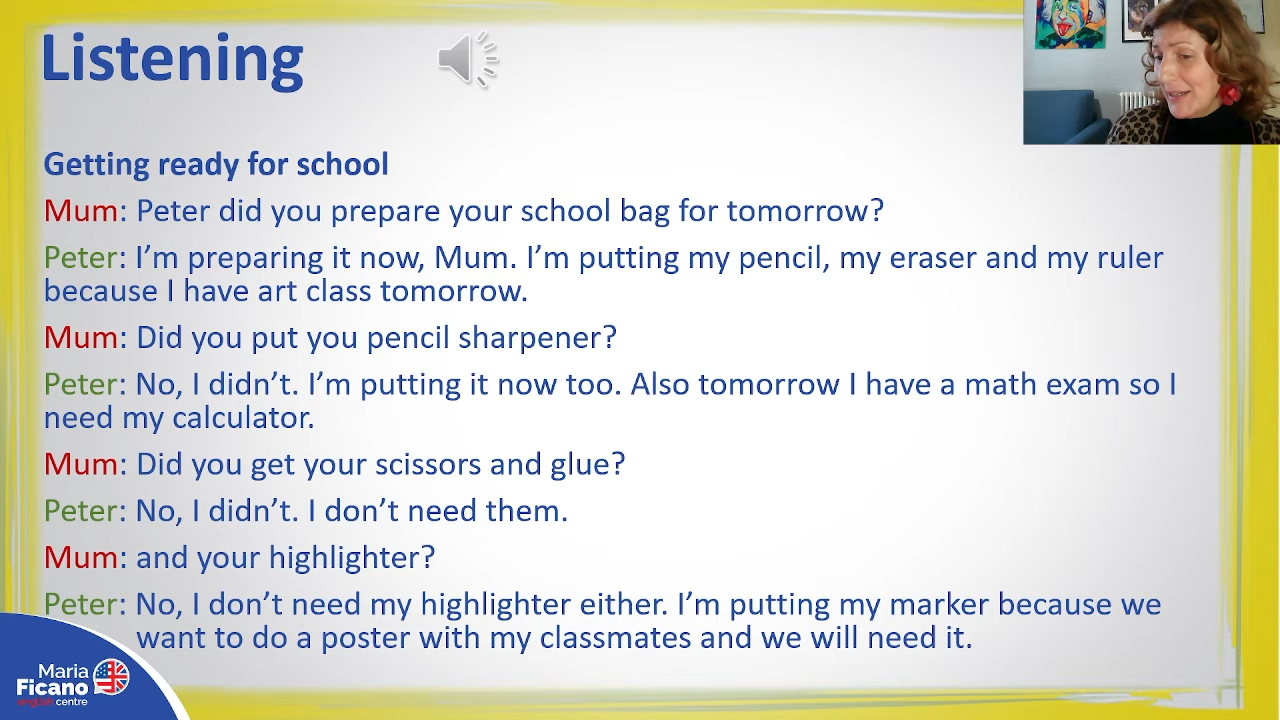 Listening
Getting ready for school
Mum: Peter did you prepare your school bag for tomorrow?
Peter: I’m preparing it now, Mum. I’m putting my pencil, my eraser and my ruler
because I have art class tomorrow.
Mum: Did you put you pencil sharpener?
Peter: No, I didn’t. I’m putting it now too. Also tomorrow I have a math exam so I
need my calculator.
Mum: Did you get your scissors and glue?
Peter: No, I didn’t. I don’t need them.
Mum: and your highlighter?
Peter: No, I don’t need my highlighter either. I’m putting my marker because we
want to do a poster with my classmates and we will need it.
Maria
Ficano
english centre